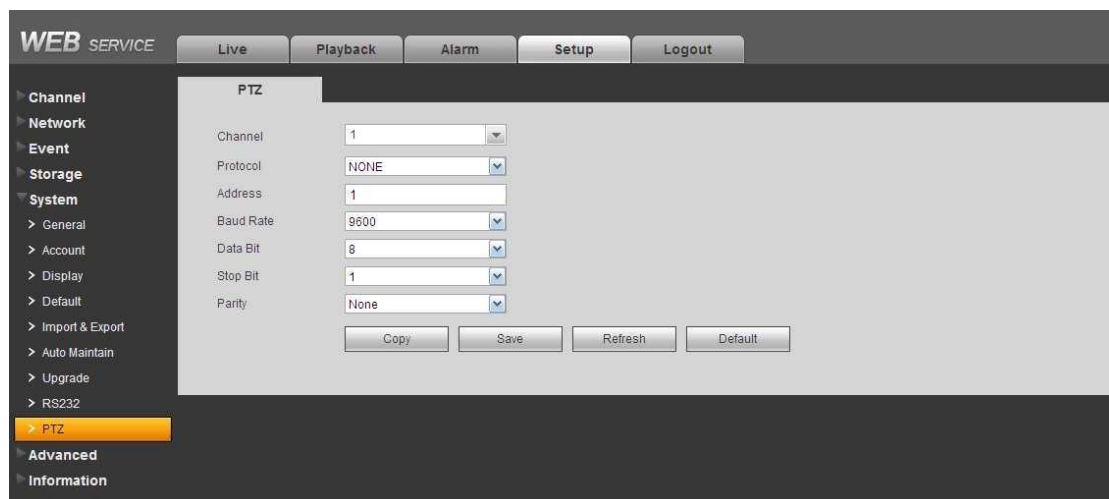 WEB SERVICE
Live
Playback
Alarm
Setup
Logout
Channel
Network
Event
Storage
System
> General
> Account
> Display
> Default
> Import & Export
> Auto Maintain
> Upgrade
> RS232
> PTZ
Advanced
Information
PTZ
Channel 1
Protocol NONE
Address 1
Baud Rate 9600
Data Bit 8
Stop Bit 1
Parity None
Copy Save Refresh Default